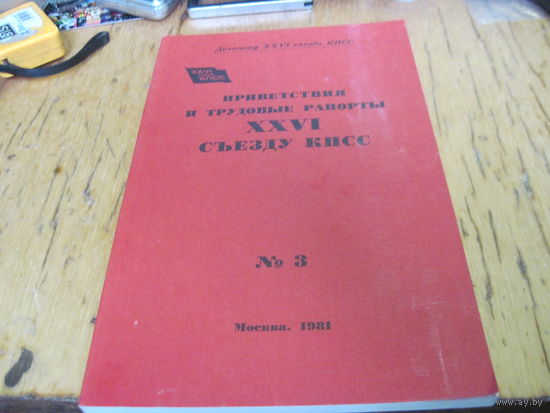 Делегату XXVI съезда КПСС
XXVI
КПСС
ПРИВЕТСТВИЯ
И ТРУДОВЫЕ РАПОРТЫ
XXVI
СЪЕЗДУ КПСС
№ 3
Москва. 1981
www.ay.by